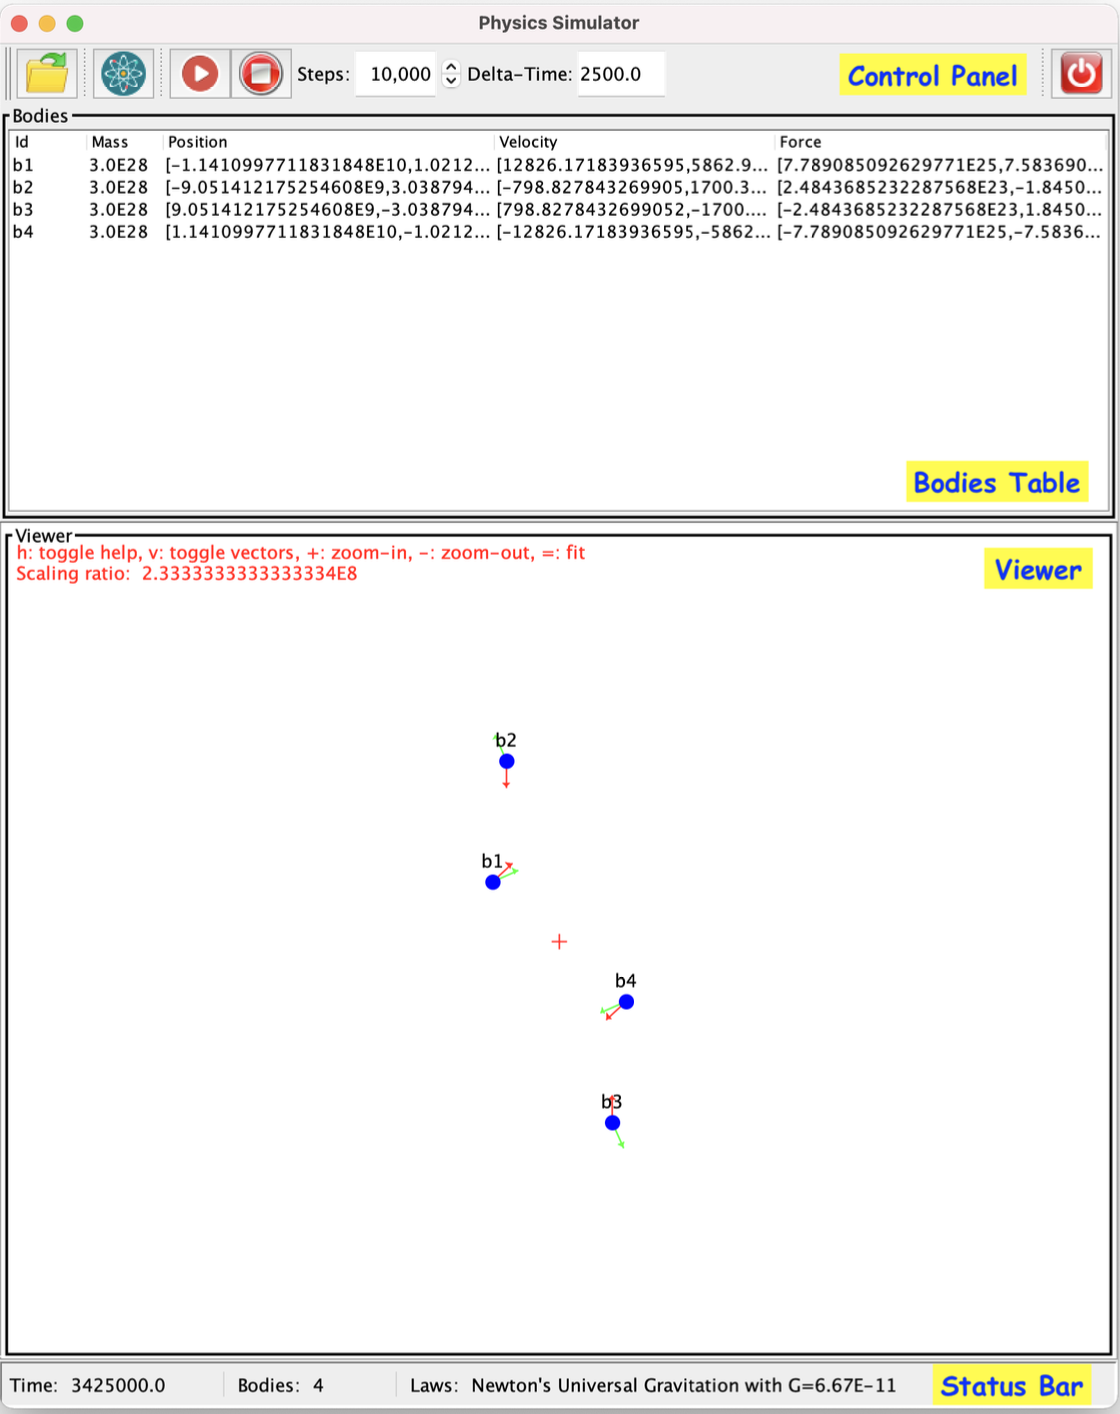 Physics Simulator
Steps: 10,000 Delta-Time: 2500.0 Control Panel
Bodies
Id Mass Position Velocity Force
b1 3.0E28 [-1.1410997711831848E10,1.0212... [12826.17183936595,5862.9... [7.789085092629771E25,7.583690...
b2 3.0E28 [-9.051412175254608E9,3.038794... [-798.827843269905,1700.3... [2.4843685232287568E23,-1.8450...
b3 3.0E28 [9.051412175254608E9,-3.038794... [798.8278432699052,-1700.... [-2.4843685232287568E23,1.8450...
b4 3.0E28 [1.1410997711831848E10,-1.0212... [-12826.17183936595,-5862... [-7.789085092629771E25,-7.5836...
Bodies Table
Viewer
h: toggle help, v: toggle vectors, +: zoom-in, -: zoom-out, =: fit
Scaling ratio: 2.3333333333333334E8
Viewer
b2
b1
b4
b3
Time: 3425000.0 Bodies: 4 Laws: Newton's Universal Gravitation with G=6.67E-11 Status Bar